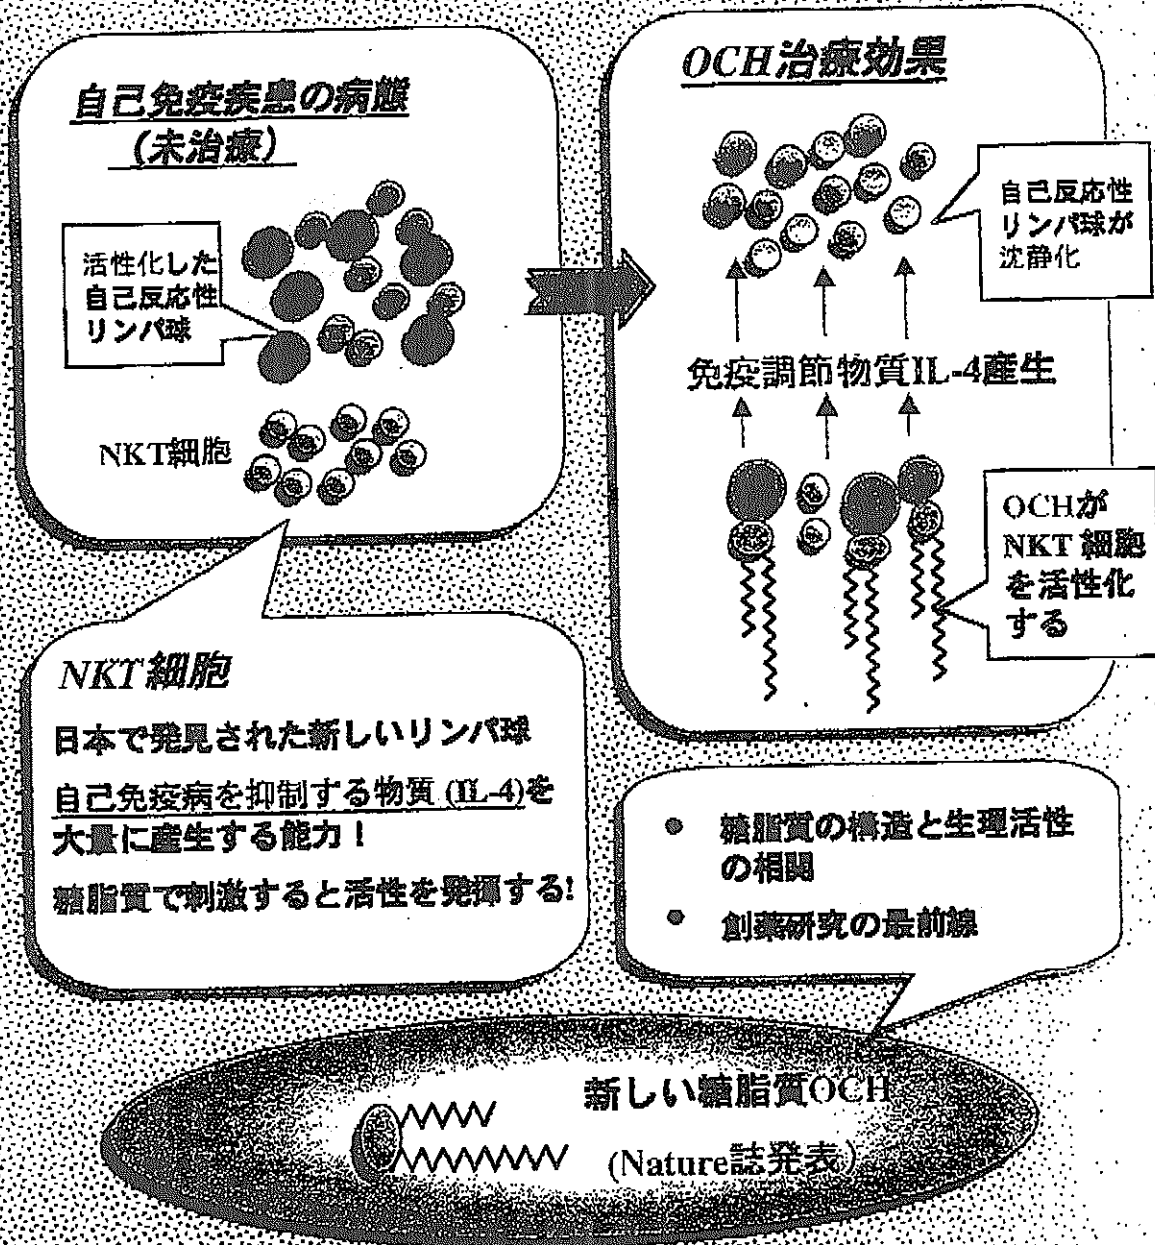 自己免疫疾患の病態
(未治療)
活性化した
自己反応性
リンパ球
NKT細胞
OCH治療効果
自己反応性
リンパ球が
沈静化
免疫調節物質IL-4産生
OCHが
NKT 細胞
を活性化
する
NKT 細胞
日本で発見された新しいリンパ球
自己免疫病を抑制する物質 (IL-4)を
大量に産生する能力！
糖脂質で刺激すると活性を発揮する!
● 糖脂質の構造と生理活性
の相関
● 創薬研究の最前線
新しい糖脂質OCH
(Nature誌発表)